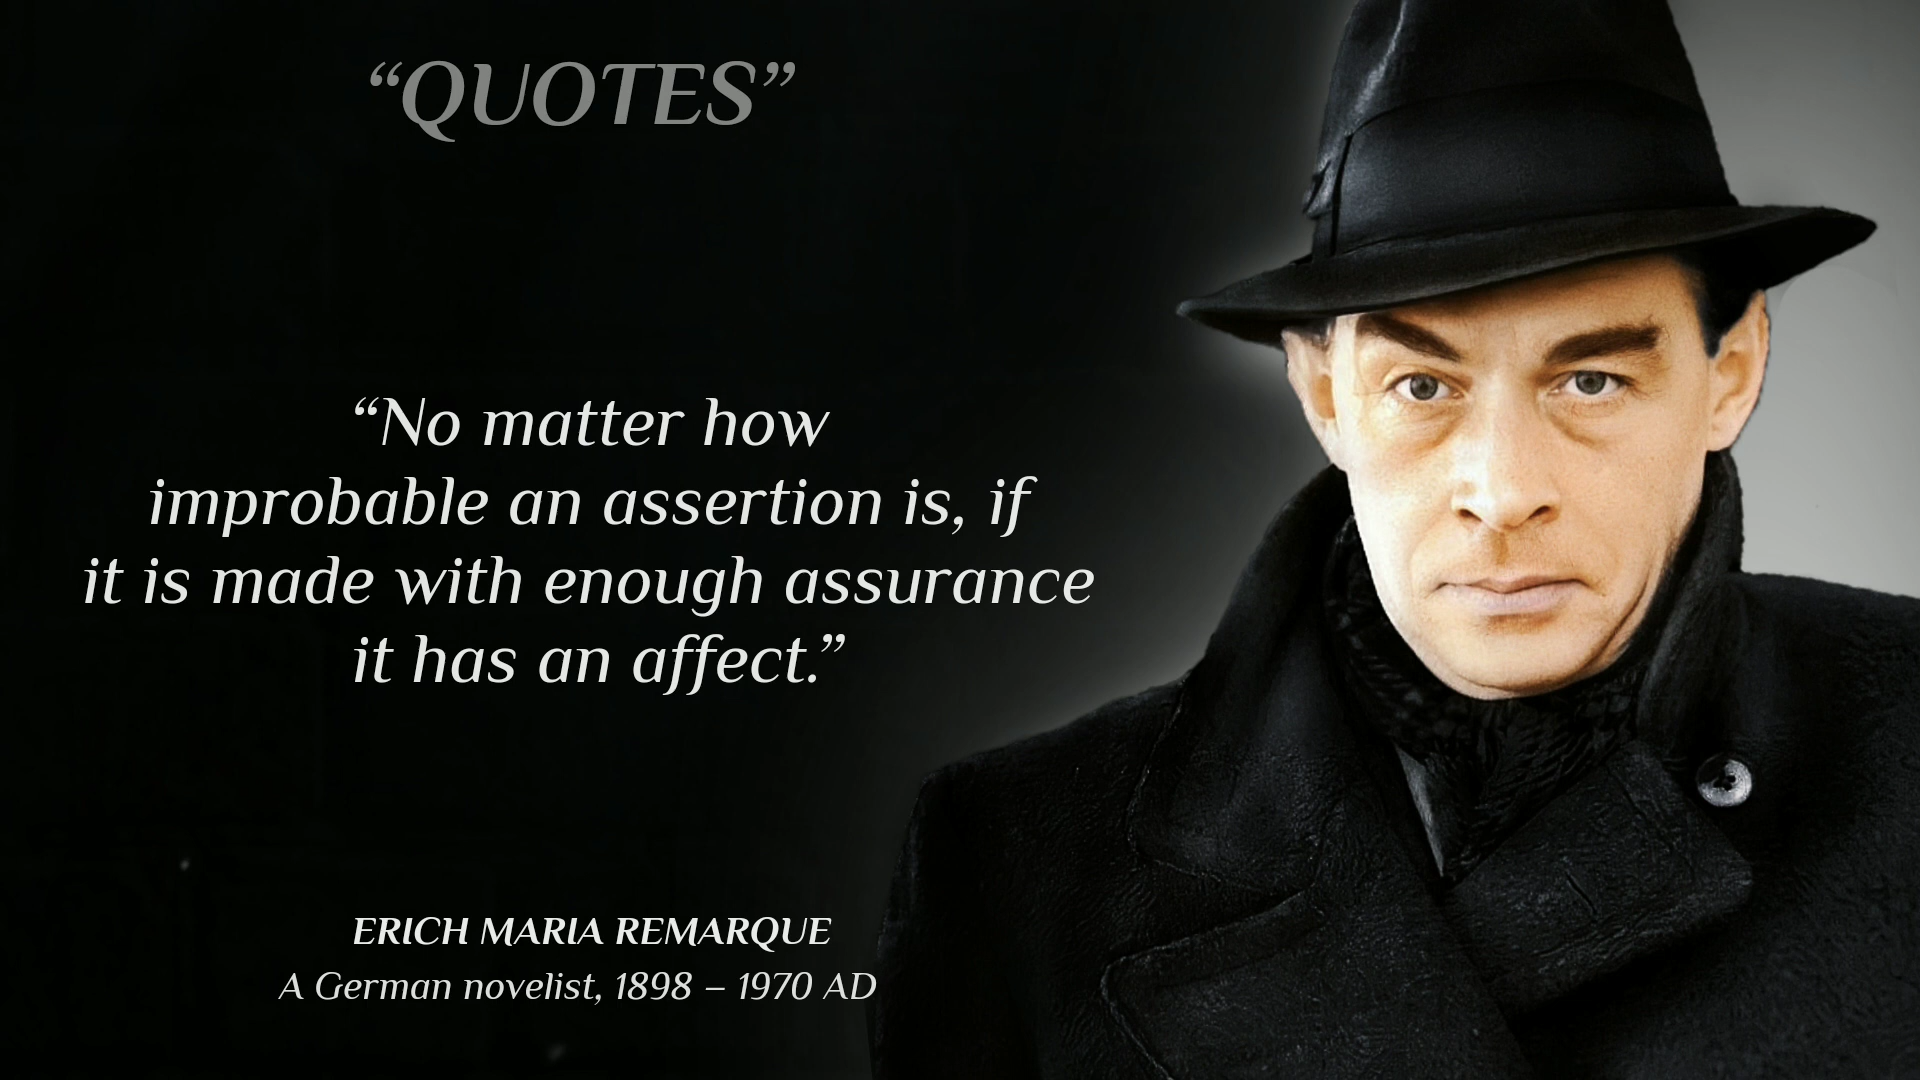 “QUOTES”
“No matter how
improbable an assertion is, if
it is made with enough assurance
it has an affect.”
ERICH MARIA REMARQUE
A German novelist, 1898 – 1970 AD